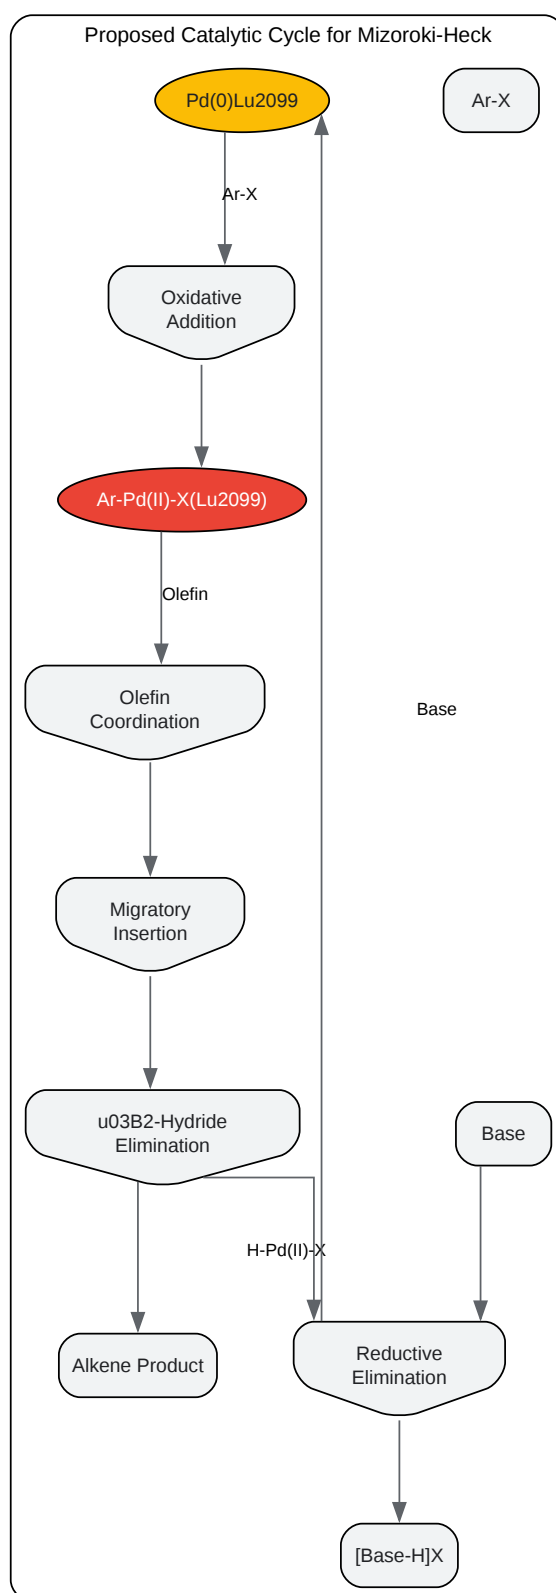 Proposed Catalytic Cycle for Mizoroki-Heck
Pd(0)Lu2099
Ar-X
Ar-X
Oxidative
Addition
Ar-Pd(II)-X(Lu2099)
Olefin
Olefin
Coordination
Base
Migratory
Insertion
u03B2-Hydride
Elimination
Base
H-Pd(II)-X
Alkene Product
Reductive
Elimination
[Base-H]X